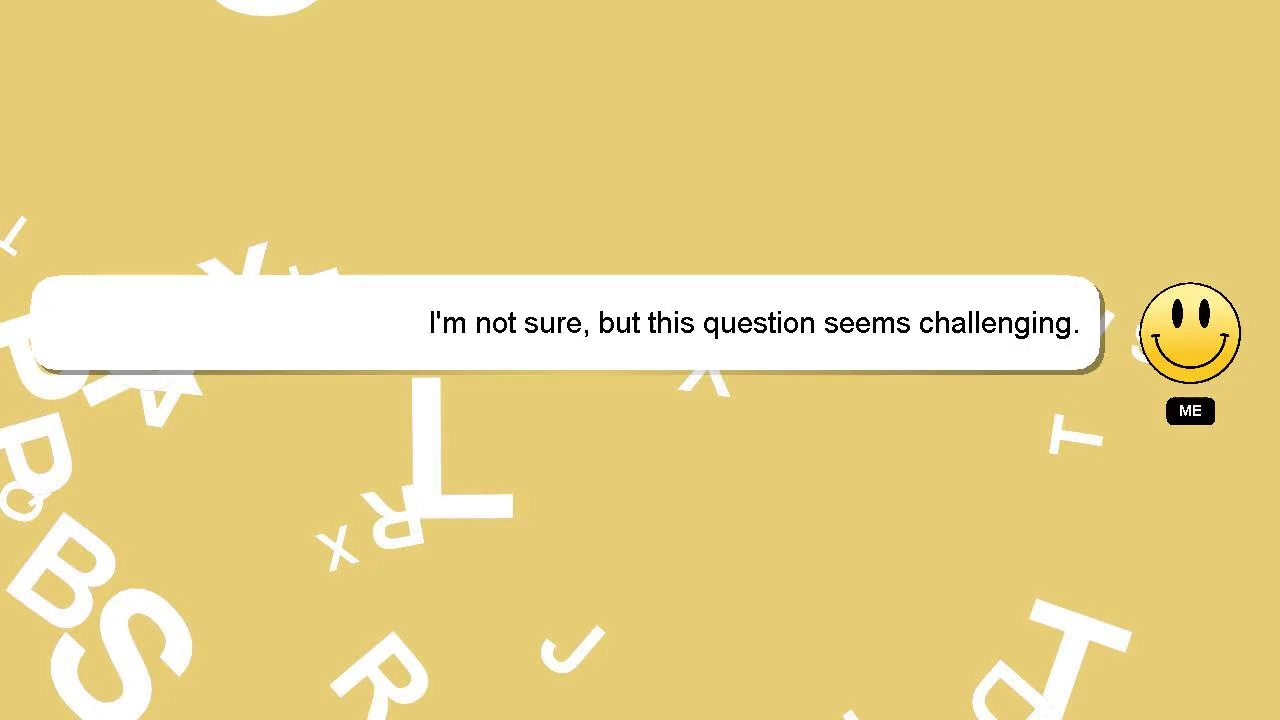 I'm not sure, but this question seems challenging.
ME
T
X
P
A
X
S
L
T
R
Q
R
X
B
S
J
R
T
D